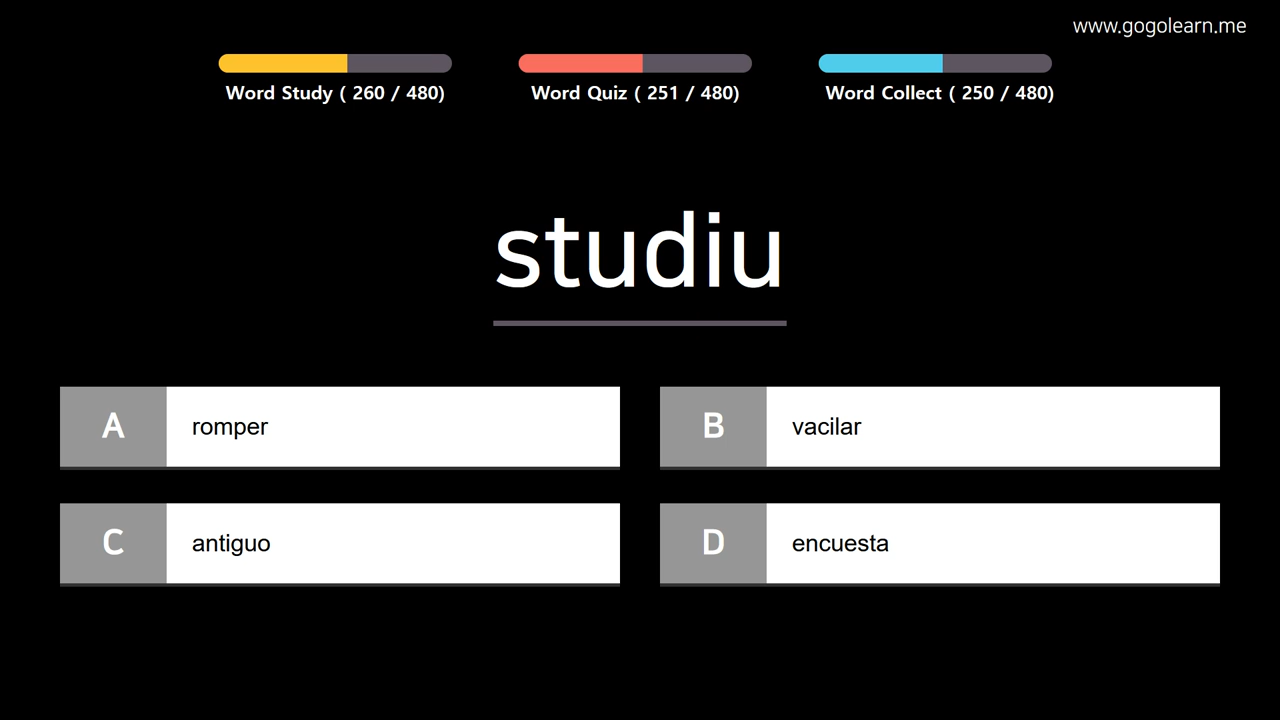 www.gogolearn.me
Word Study ( 260 / 480)
Word Quiz ( 251 / 480)
Word Collect ( 250 / 480)
studiu
A romper
B vacilar
C antiguo
D encuesta